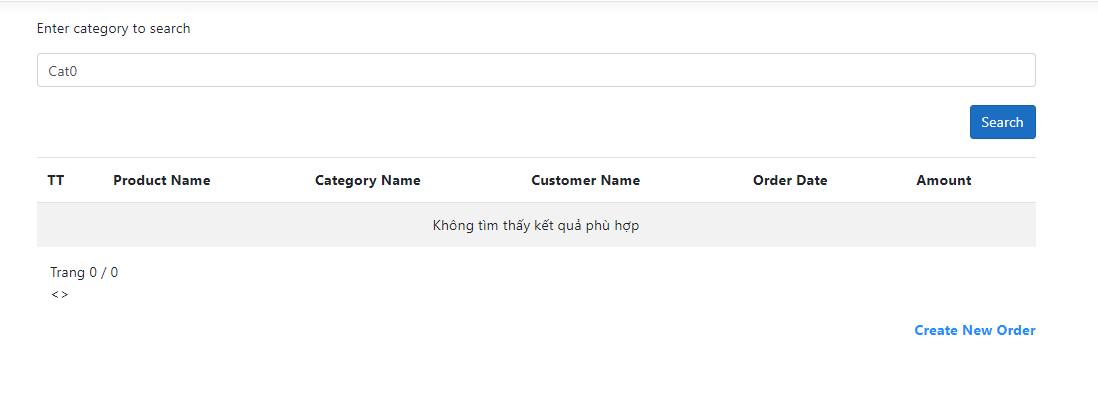 Enter category to search
Cat0
Search
TT Product Name Category Name Customer Name Order Date Amount
Không tìm thấy kết quả phù hợp
Trang 0 / 0
<>
Create New Order